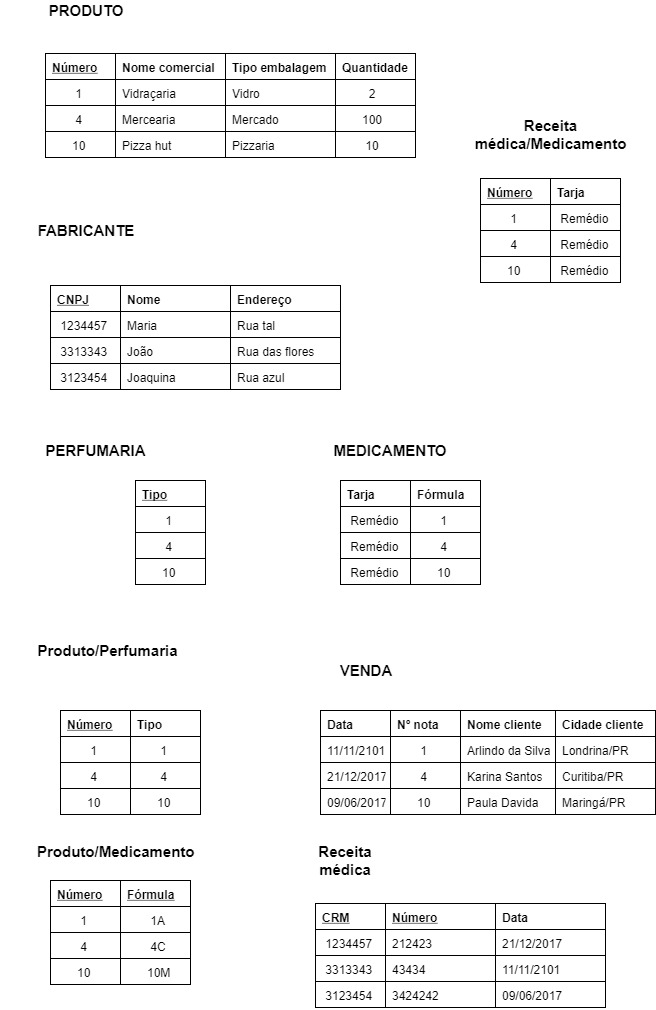 PRODUTO
Número Nome comercial Tipo embalagem Quantidade
1 Vidraçaria Vidro 2
4 Mercearia Mercado 100
10 Pizza hut Pizzaria 10
Receita
médica/Medicamento
Número Tarja
1 Remédio
4 Remédio
10 Remédio
FABRICANTE
CNPJ Nome Endereço
1234457 Maria Rua tal
3313343 João Rua das flores
3123454 Joaquina Rua azul
PERFUMARIA
Tipo
1
4
10
MEDICAMENTO
Tarja Fórmula
Remédio 1
Remédio 4
Remédio 10
Produto/Perfumaria
Número Tipo
1 1
4 4
10 10
VENDA
Data N° nota Nome cliente Cidade cliente
11/11/2101 1 Arlindo da Silva Londrina/PR
21/12/2017 4 Karina Santos Curitiba/PR
09/06/2017 10 Paula Davida Maringá/PR
Produto/Medicamento
Número Fórmula
1 1A
4 4C
10 10M
Receita
médica
CRM Número Data
1234457 212423 21/12/2017
3313343 43434 11/11/2101
3123454 3424242 09/06/2017